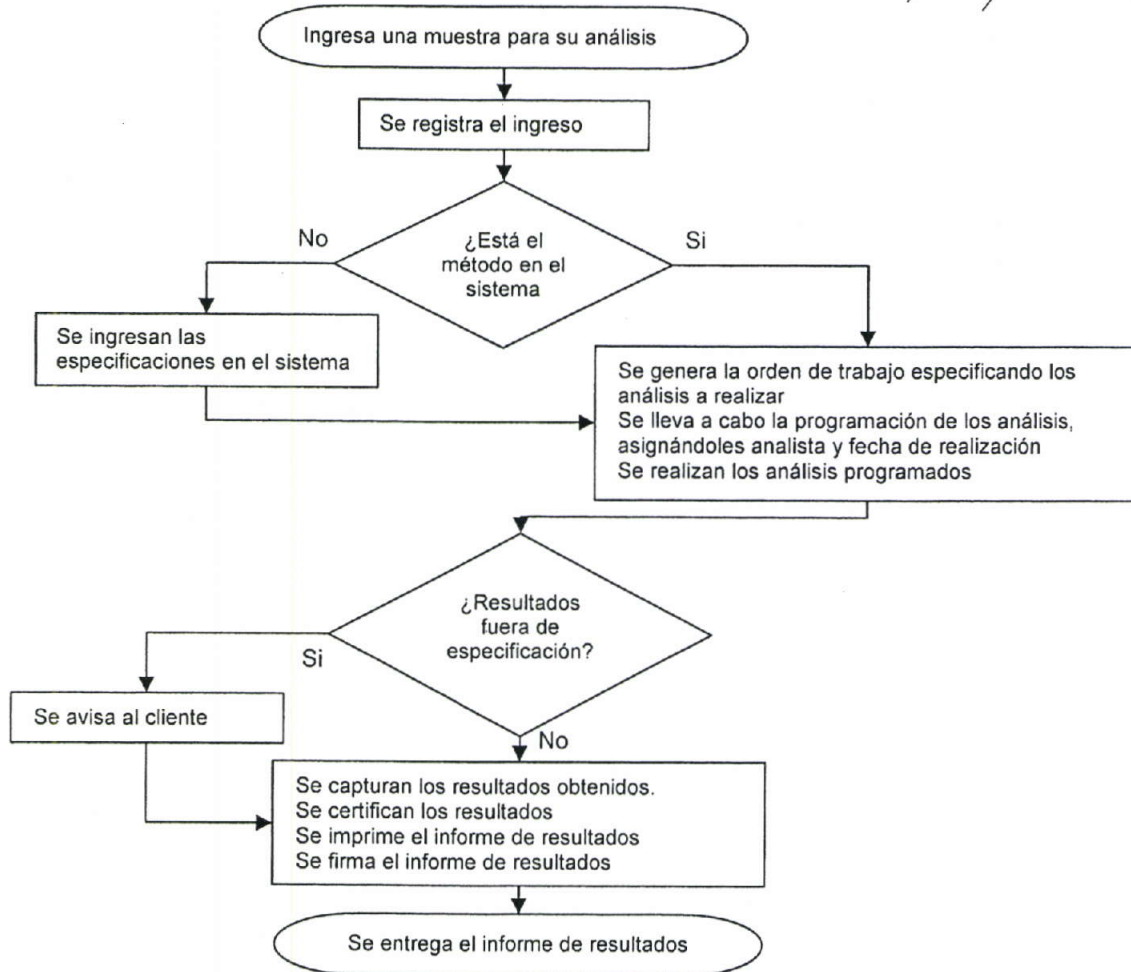 Ingresa una muestra para su análisis
Se registra el ingreso
No
¿Está el
método en el
sistema
Si
Se ingresan las
especificaciones en el sistema
Se genera la orden de trabajo especificando los
análisis a realizar
Se lleva a cabo la programación de los análisis,
asignándoles analista y fecha de realización
Se realizan los análisis programados
¿Resultados
fuera de
especificación?
Si
Se avisa al cliente
No
Se capturan los resultados obtenidos.
Se certifican los resultados
Se imprime el informe de resultados
Se firma el informe de resultados
Se entrega el informe de resultados